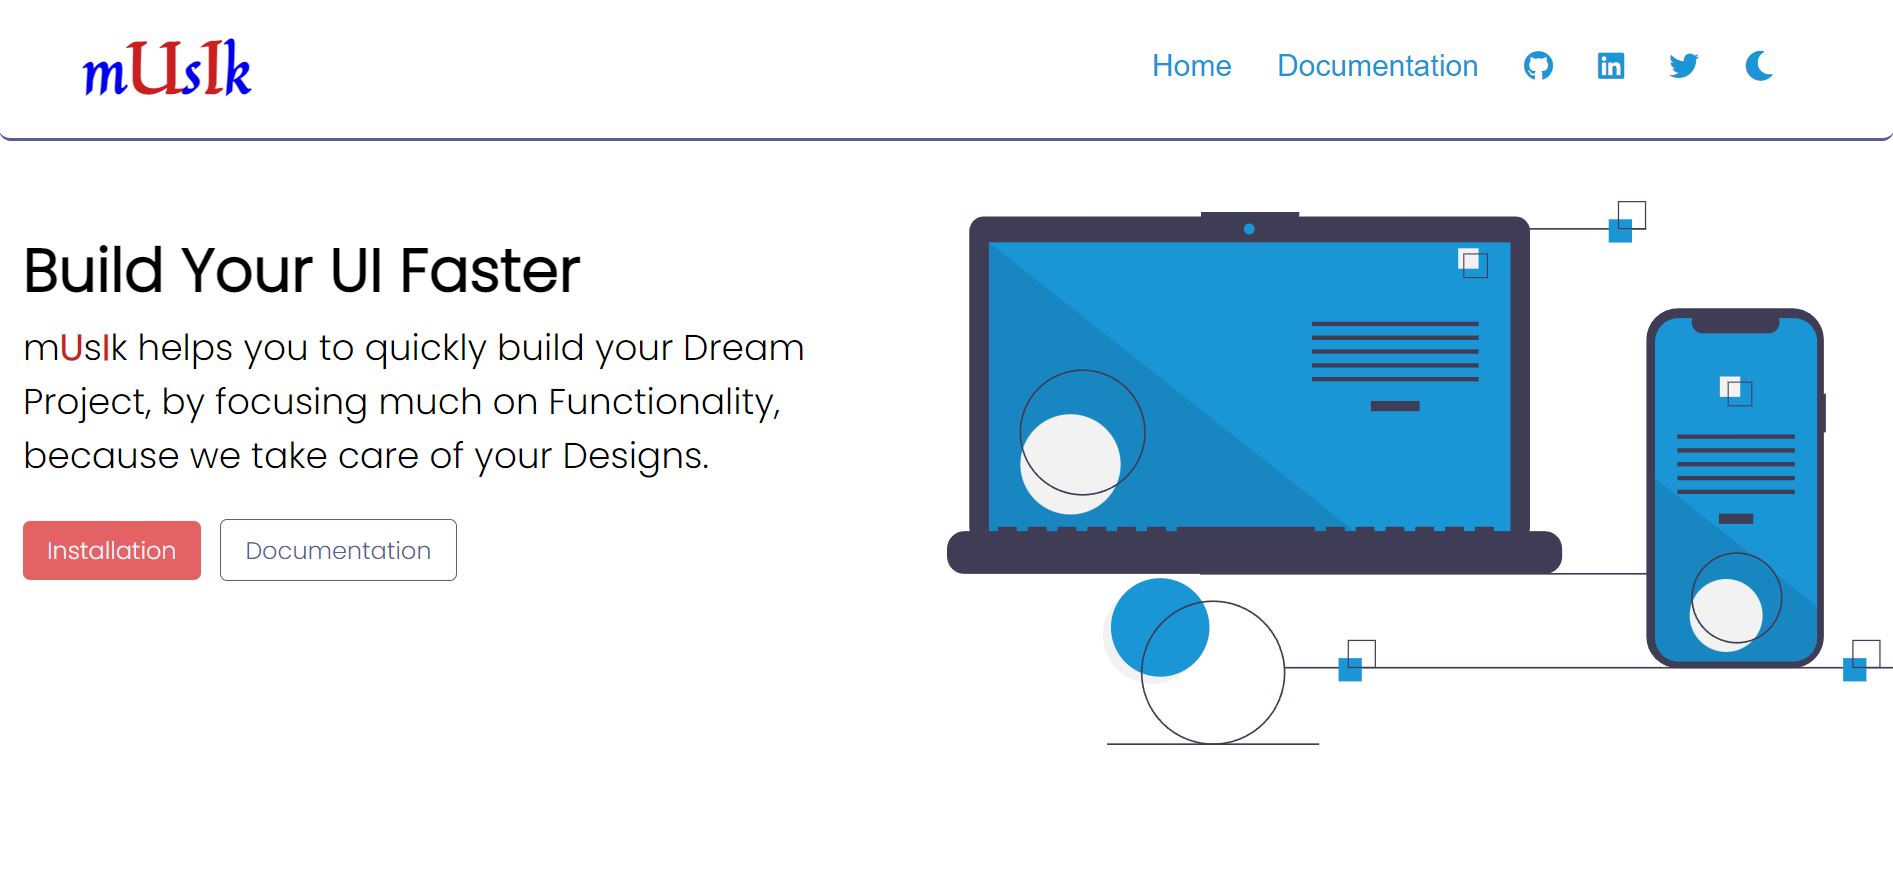 mUsIk
Home Documentation
Build Your UI Faster
mUsIk helps you to quickly build your Dream
Project, by focusing much on Functionality,
because we take care of your Designs.
Installation Documentation